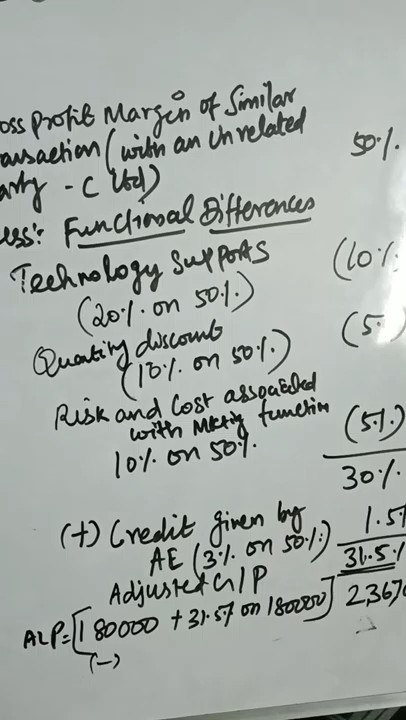 oss Profit Margin of Similar
ansaction (with an unrelated 50%.
arty - C Ltd)
ess: Functional Differences
Technology Supports (10%
(20% on 50%)
Quantity discount (5
(10% on 50%)
Risk and Cost associated
with Mktg function
10% on 50%. (5%)
30%
(+) Credit given by 1.5%
AE (3% on 50%)
Adjusted G/P 31.5%
ALP = [180000 + 31.5% on 180000] 2,367
(-)